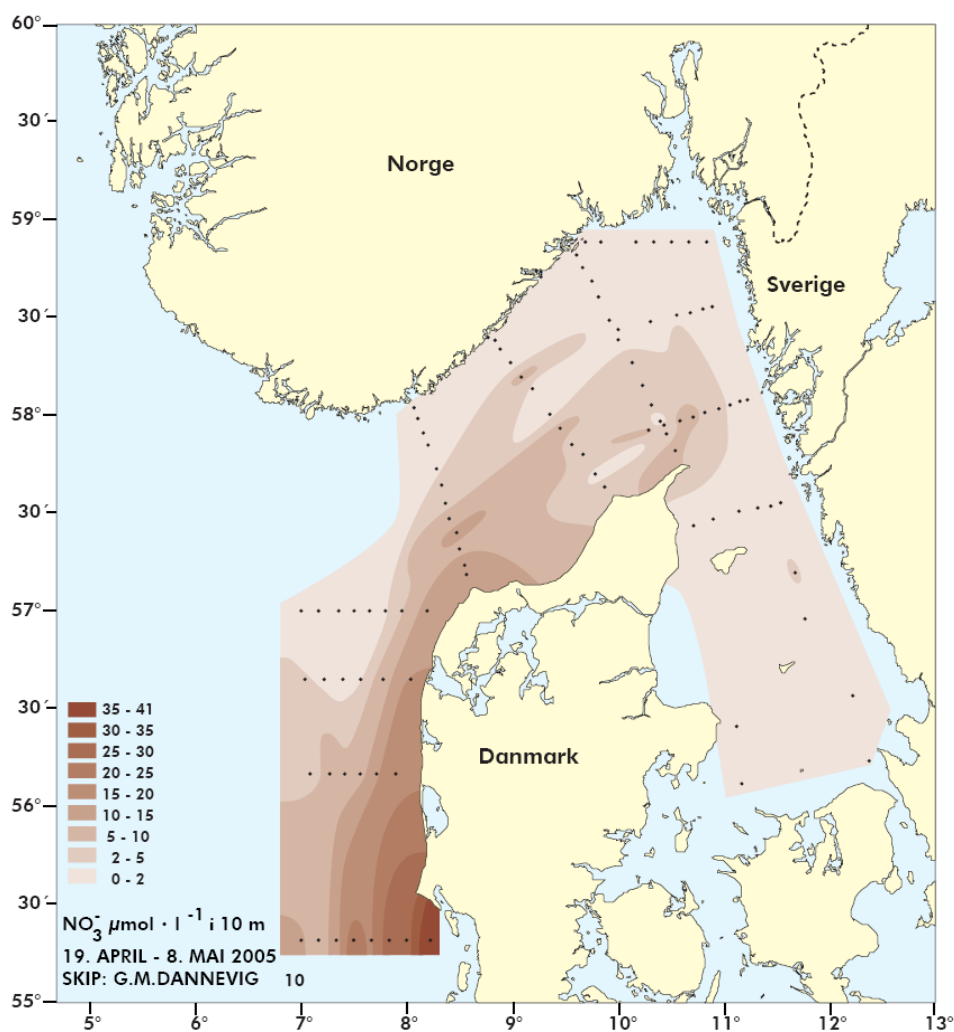 60°
30´
59°
30´
58°
30´
57°
30´
56°
30´
55°
Norge
Sverige
Danmark
35 - 41
30 - 35
25 - 30
20 - 25
15 - 20
10 - 15
5 - 10
2 - 5
0 - 2
NO₃⁻ µmol · l ⁻¹ i 10 m
19. APRIL - 8. MAI 2005
SKIP: G.M.DANNEVIG 10
5° 6° 7° 8° 9° 10° 11° 12° 13°